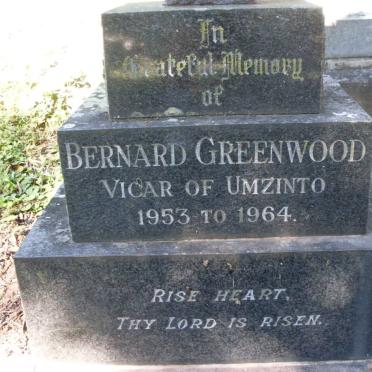 In
Grateful Memory
of
BERNARD GREENWOOD
VICAR OF UMZINTO
1953 TO 1964.
RISE HEART,
THY LORD IS RISEN.